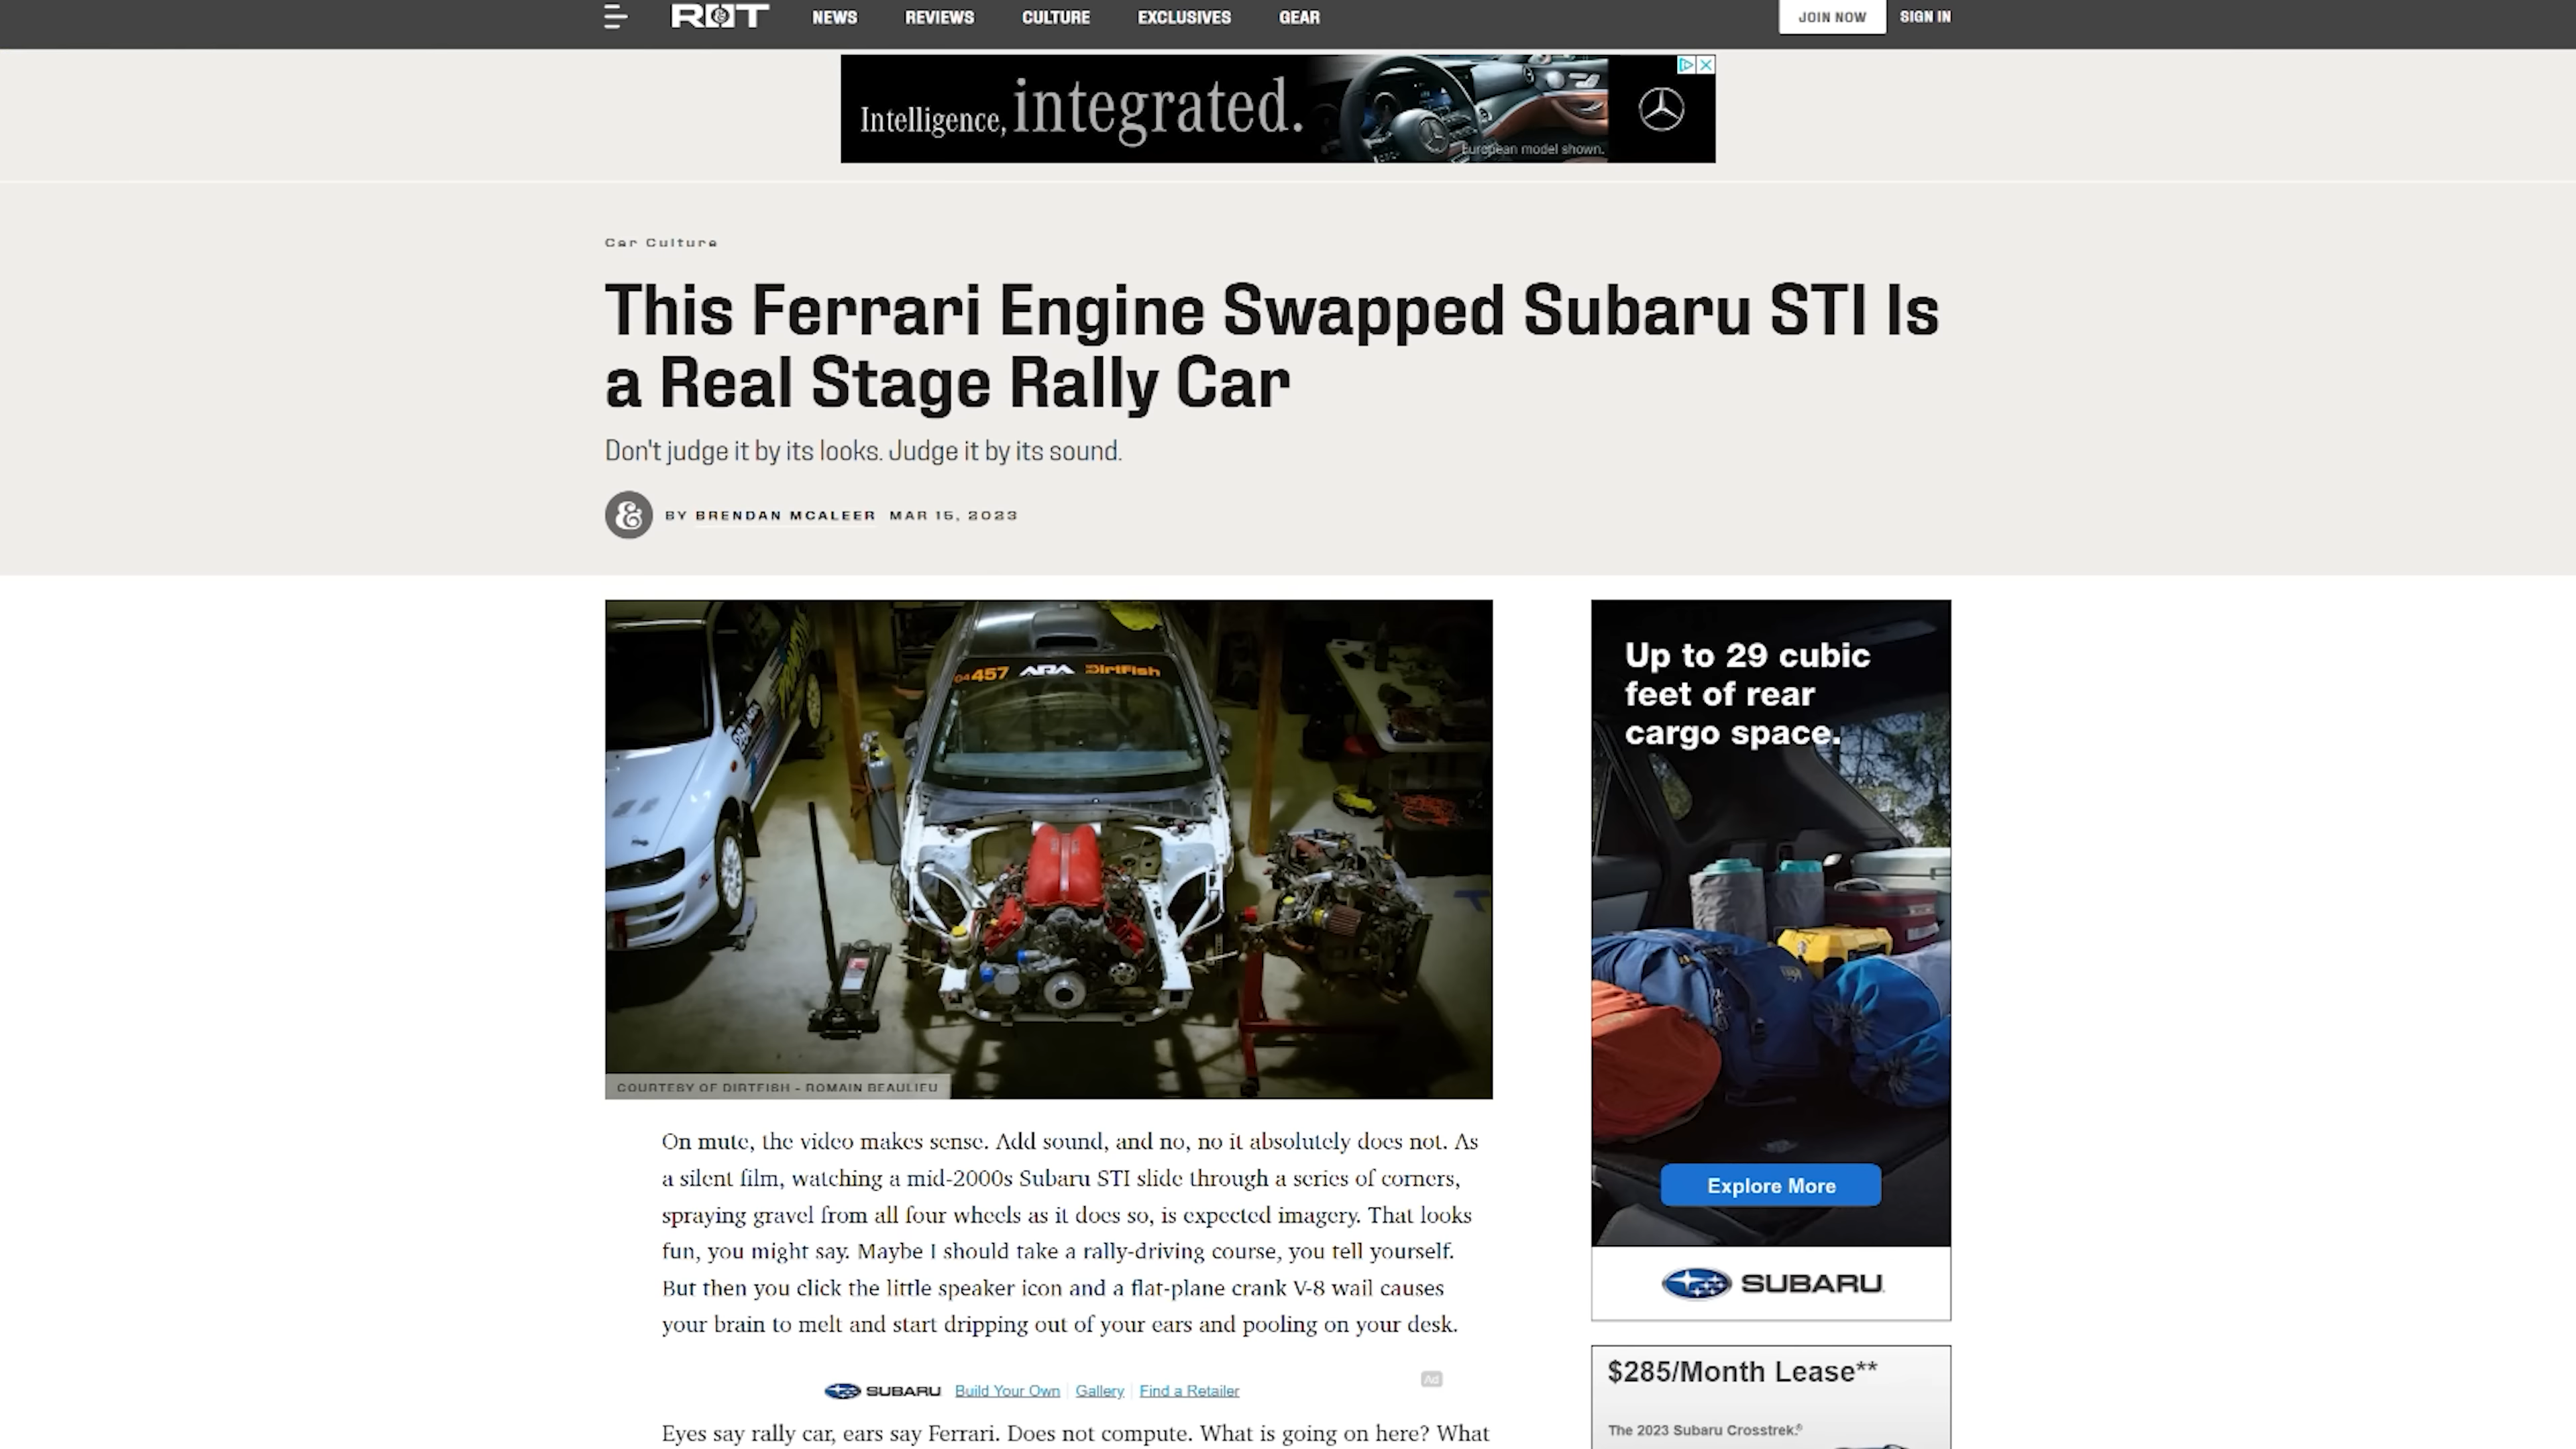 R&T
NEWS
REVIEWS
CULTURE
EXCLUSIVES
GEAR
JOIN NOW
SIGN IN
Intelligence, integrated.
European model shown.
Car Culture
This Ferrari Engine Swapped Subaru STI Is
a Real Stage Rally Car
Don't judge it by its looks. Judge it by its sound.
&
BY BRENDAN MCALEER MAR 15, 2023
04 457 ARA DirtFish
COURTESY OF DIRTFISH - ROMAIN BEAULIEU
Up to 29 cubic
feet of rear
cargo space.
Explore More
SUBARU
On mute, the video makes sense. Add sound, and no, no it absolutely does not. As
a silent film, watching a mid-2000s Subaru STI slide through a series of corners,
spraying gravel from all four wheels as it does so, is expected imagery. That looks
fun, you might say. Maybe I should take a rally-driving course, you tell yourself.
But then you click the little speaker icon and a flat-plane crank V-8 wail causes
your brain to melt and start dripping out of your ears and pooling on your desk.
Ad
SUBARU Build Your Own Gallery Find a Retailer
Eyes say rally car, ears say Ferrari. Does not compute. What is going on here? What
$285/Month Lease**
The 2023 Subaru Crosstrek®